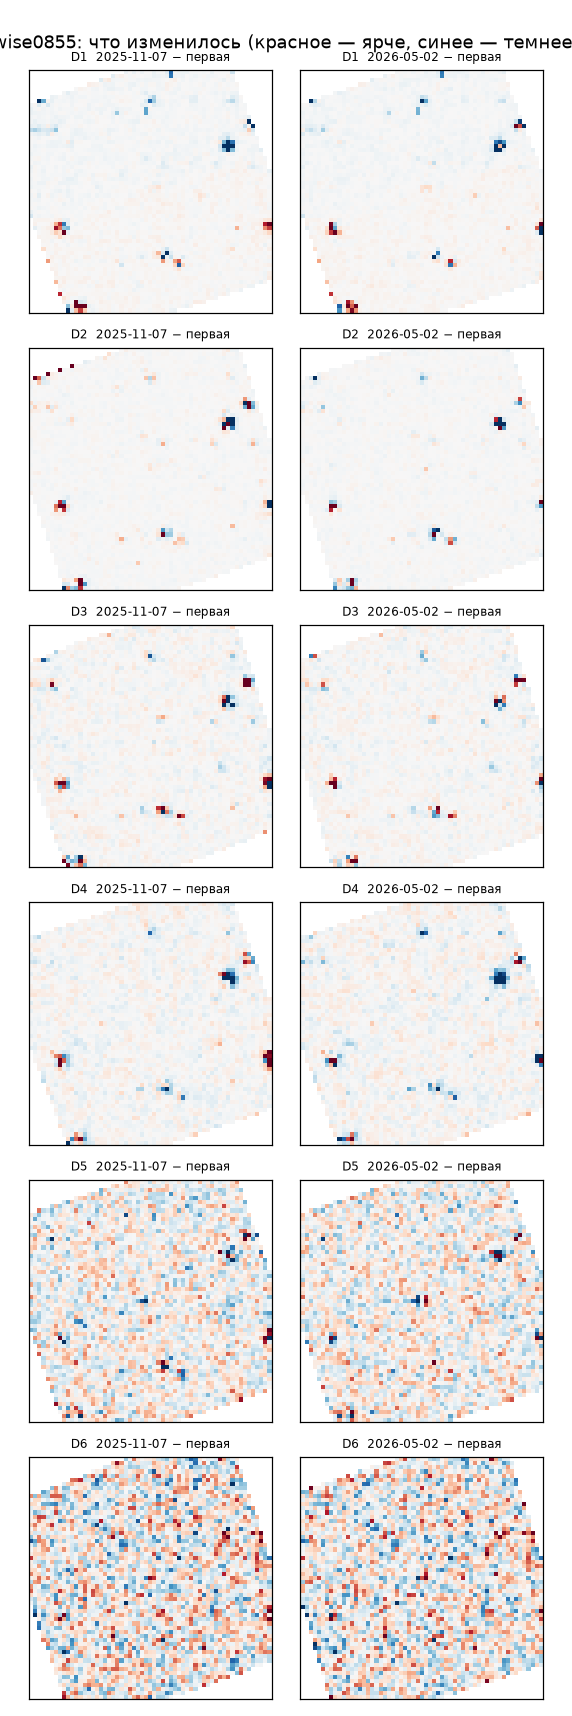 wise0855: что изменилось (красное — ярче, синее — темнее
D1 2025-11-07 − первая
D1 2026-05-02 − первая
D2 2025-11-07 − первая
D2 2026-05-02 − первая
D3 2025-11-07 − первая
D3 2026-05-02 − первая
D4 2025-11-07 − первая
D4 2026-05-02 − первая
D5 2025-11-07 − первая
D5 2026-05-02 − первая
D6 2025-11-07 − первая
D6 2026-05-02 − первая